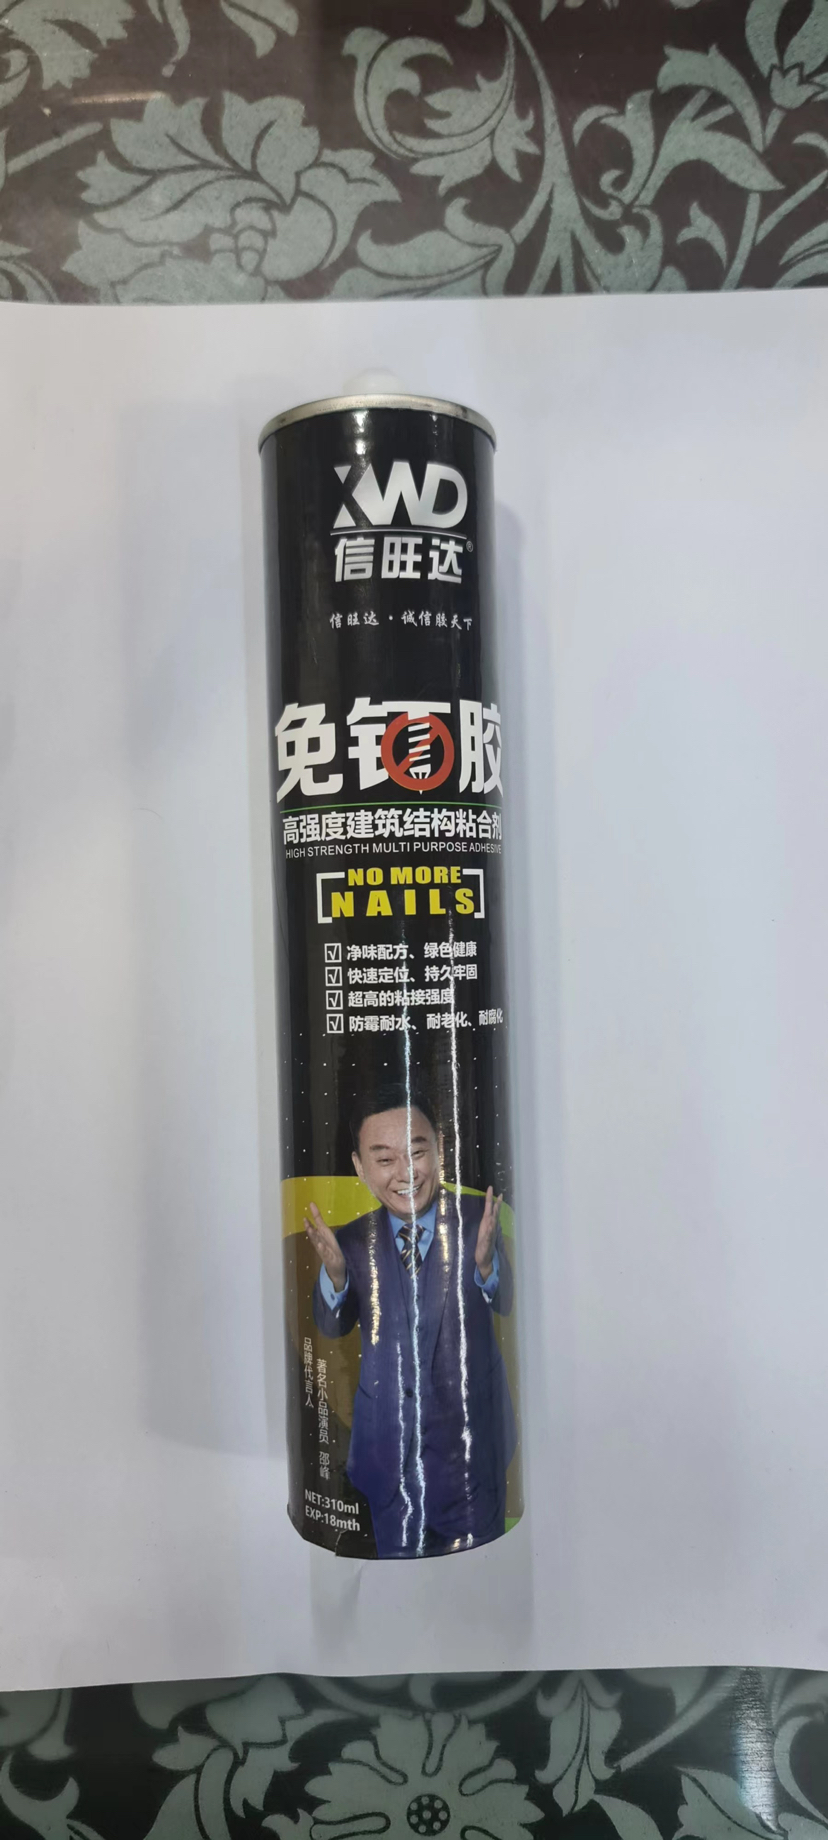 XWD
信旺达®
信旺达·诚信胶天下
免钉胶
高强度建筑结构粘合剂
HIGH STRENGTH MULTI PURPOSE ADHESIVE
NO MORE
NAILS
净味配方、绿色健康
快速定位、持久牢固
超高的粘接强度
防霉耐水、耐老化、耐腐化
品牌代言人
著名小品演员 邵峰
NET:310ml
EXP:18mth